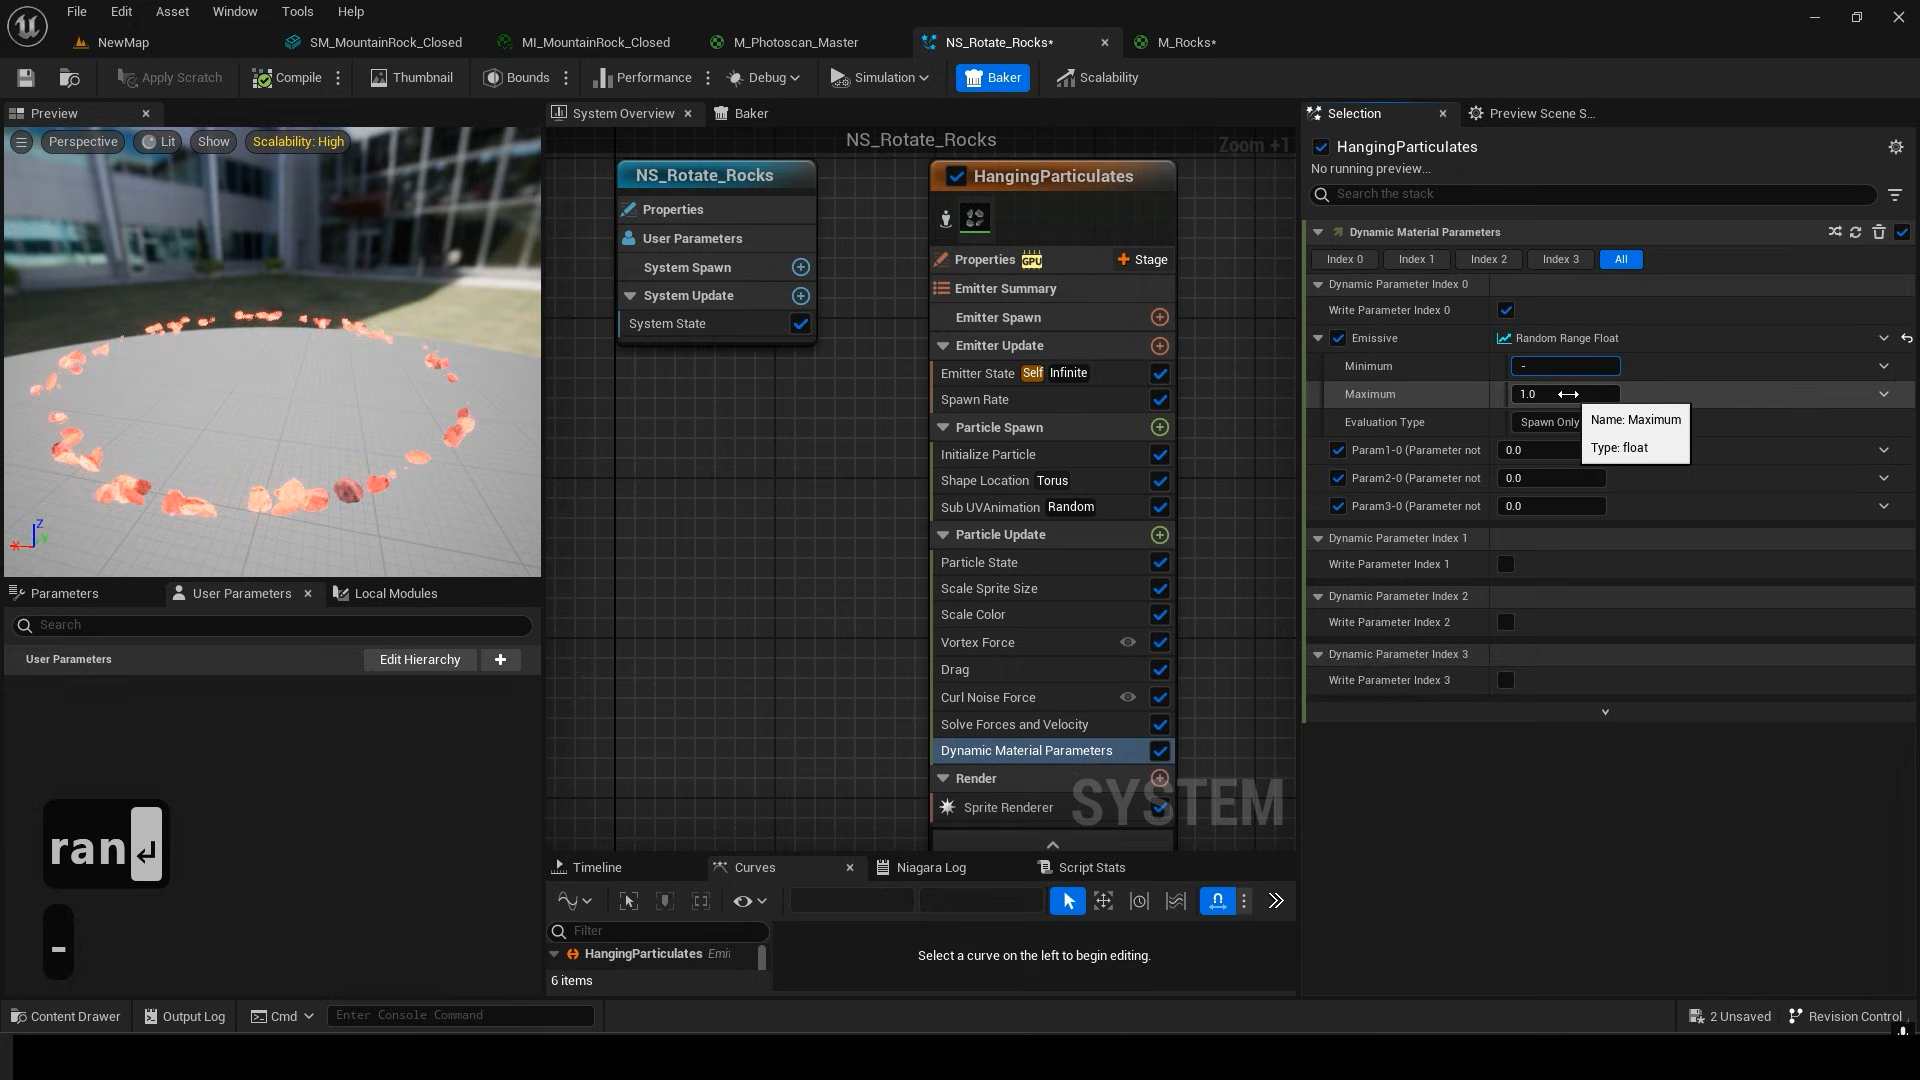 File Edit Asset Window Tools Help
NewMap SM_MountainRock_Closed MI_MountainRock_Closed M_Photoscan_Master NS_Rotate_Rocks* M_Rocks*
Apply Scratch Compile Thumbnail Bounds Performance Debug Simulation Baker Scalability
Preview
Perspective Lit Show Scalability: High
Z
X
System Overview Baker
NS_Rotate_Rocks
Zoom +1
NS_Rotate_Rocks
Properties
User Parameters
System Spawn
System Update
System State
HangingParticulates
Properties GPU Stage
Emitter Summary
Emitter Spawn
Emitter Update
Emitter State Self Infinite
Spawn Rate
Particle Spawn
Initialize Particle
Shape Location Torus
Sub UVAnimation Random
Particle Update
Particle State
Scale Sprite Size
Scale Color
Vortex Force
Drag
Curl Noise Force
Solve Forces and Velocity
Dynamic Material Parameters
Render
Sprite Renderer
SYSTEM
Selection Preview Scene S...
HangingParticulates
No running preview...
Search the stack
Dynamic Material Parameters
Index 0 Index 1 Index 2 Index 3 All
Dynamic Parameter Index 0
Write Parameter Index 0
Emissive Random Range Float
Minimum -
Maximum 1.0
Evaluation Type Spawn Only
Name: Maximum
Type: float
Param1-0 (Parameter not 0.0
Param2-0 (Parameter not 0.0
Param3-0 (Parameter not 0.0
Dynamic Parameter Index 1
Write Parameter Index 1
Dynamic Parameter Index 2
Write Parameter Index 2
Dynamic Parameter Index 3
Write Parameter Index 3
Parameters User Parameters Local Modules
Search
User Parameters Edit Hierarchy
ran↵
-
Timeline Curves Niagara Log Script Stats
Filter
HangingParticulates Emi
6 items
Select a curve on the left to begin editing.
Content Drawer Output Log Cmd Enter Console Command 2 Unsaved Revision Control